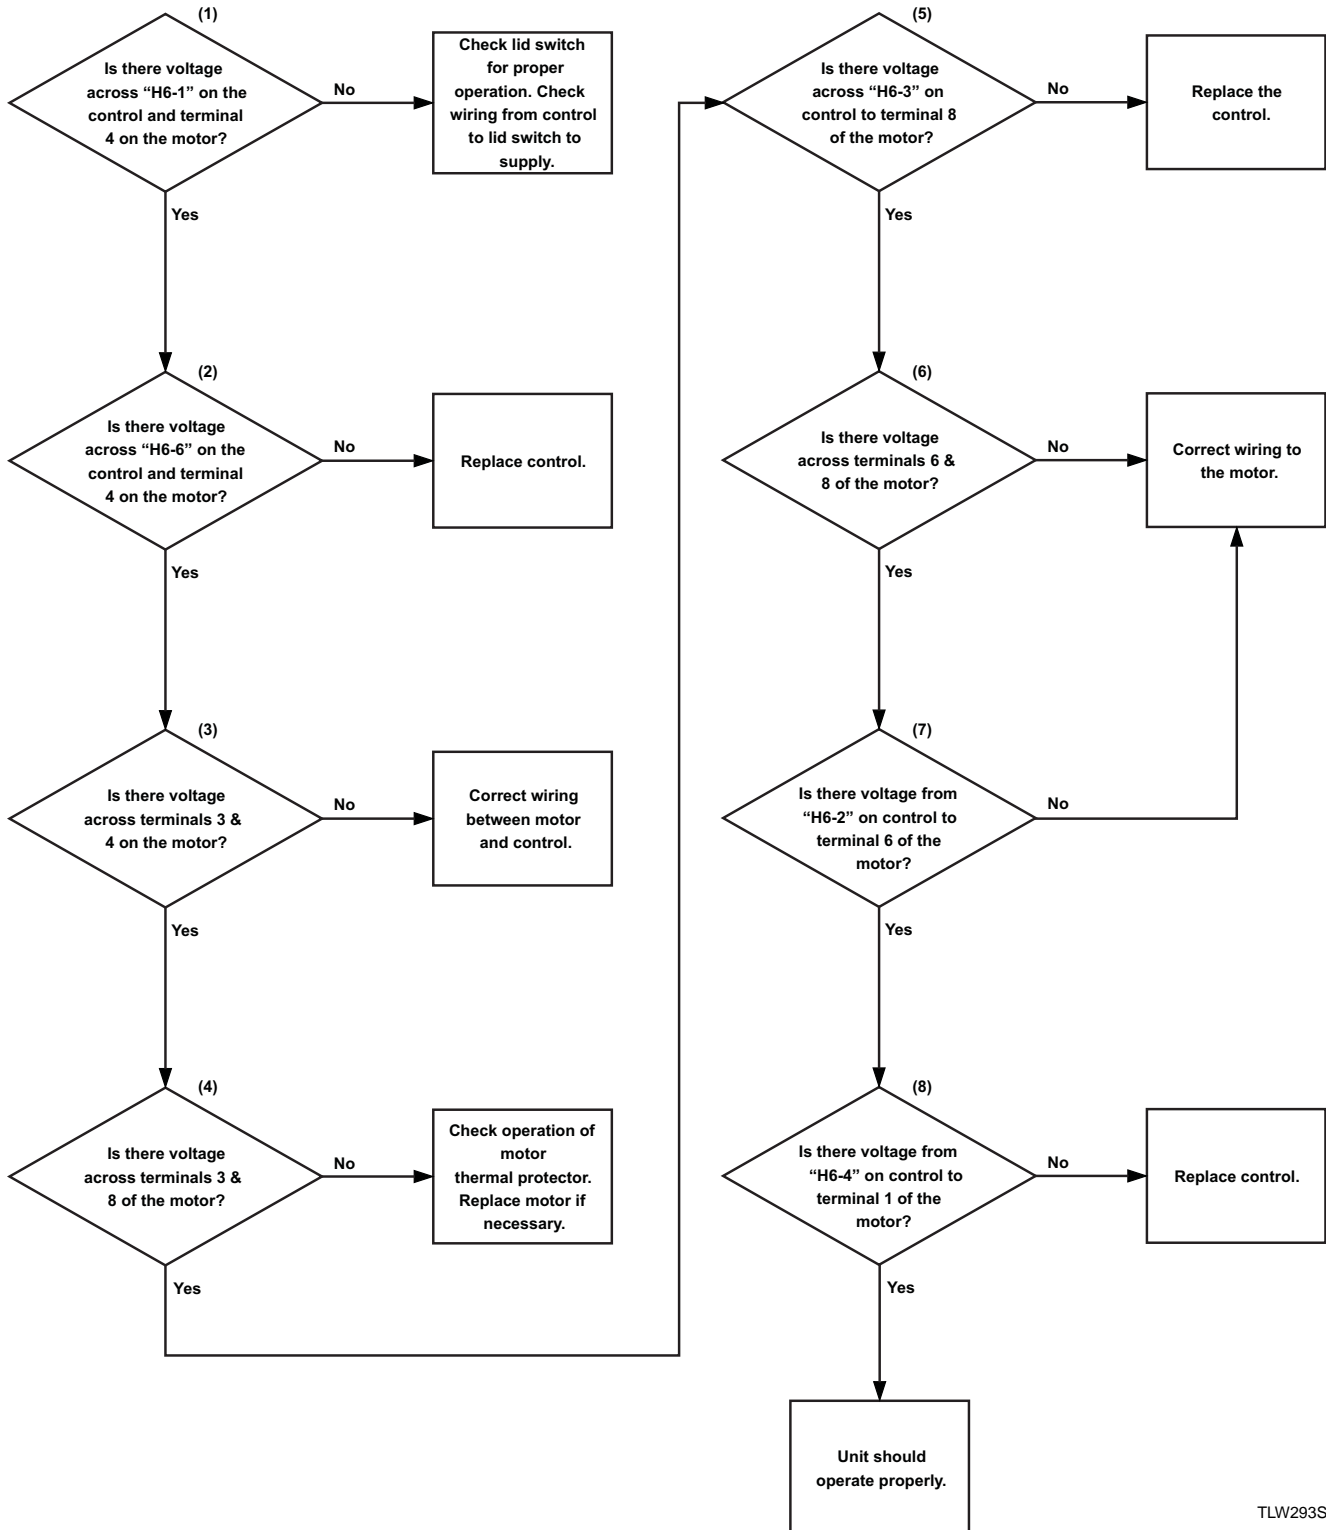 (1)
Is there voltage
across “H6-1” on the
control and terminal
4 on the motor?
No
Check lid switch
for proper
operation. Check
wiring from control
to lid switch to
supply.
Yes
(2)
Is there voltage
across “H6-6” on the
control and terminal
4 on the motor?
No
Replace control.
Yes
(3)
Is there voltage
across terminals 3 &
4 on the motor?
No
Correct wiring
between motor
and control.
Yes
(4)
Is there voltage
across terminals 3 &
8 of the motor?
No
Check operation of
motor
thermal protector.
Replace motor if
necessary.
Yes
(5)
Is there voltage
across “H6-3” on
control to terminal 8
of the motor?
No
Replace the
control.
Yes
(6)
Is there voltage
across terminals 6 &
8 of the motor?
No
Correct wiring to
the motor.
Yes
(7)
Is there voltage from
“H6-2” on control to
terminal 6 of the
motor?
No
Yes
(8)
Is there voltage from
“H6-4” on control to
terminal 1 of the
motor?
No
Replace control.
Yes
Unit should
operate properly.
TLW293S